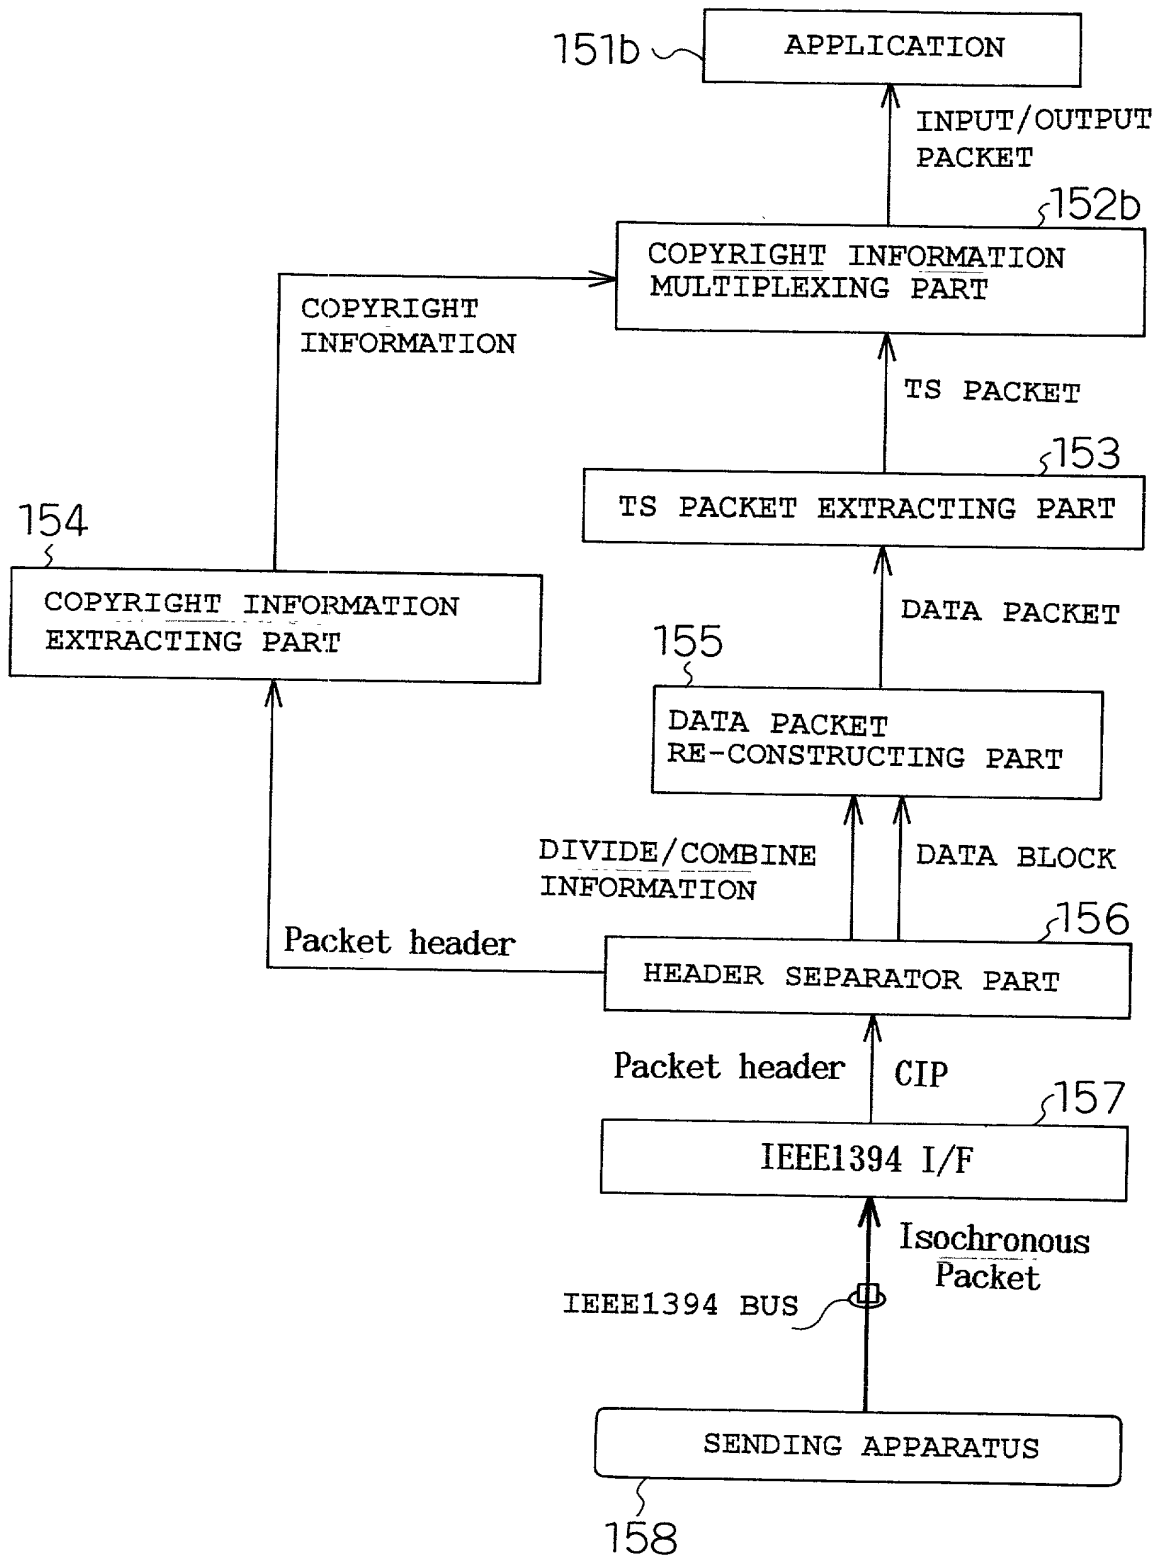 APPLICATION
151b
INPUT/OUTPUT
PACKET
152b
COPYRIGHT INFORMATION
MULTIPLEXING PART
COPYRIGHT
INFORMATION
TS PACKET
153
TS PACKET EXTRACTING PART
154
COPYRIGHT INFORMATION
EXTRACTING PART
DATA PACKET
155
DATA PACKET
RE-CONSTRUCTING PART
DIVIDE/COMBINE
INFORMATION
DATA BLOCK
156
Packet header
HEADER SEPARATOR PART
Packet header
CIP
157
IEEE1394 I/F
Isochronous
Packet
IEEE1394 BUS
SENDING APPARATUS
158